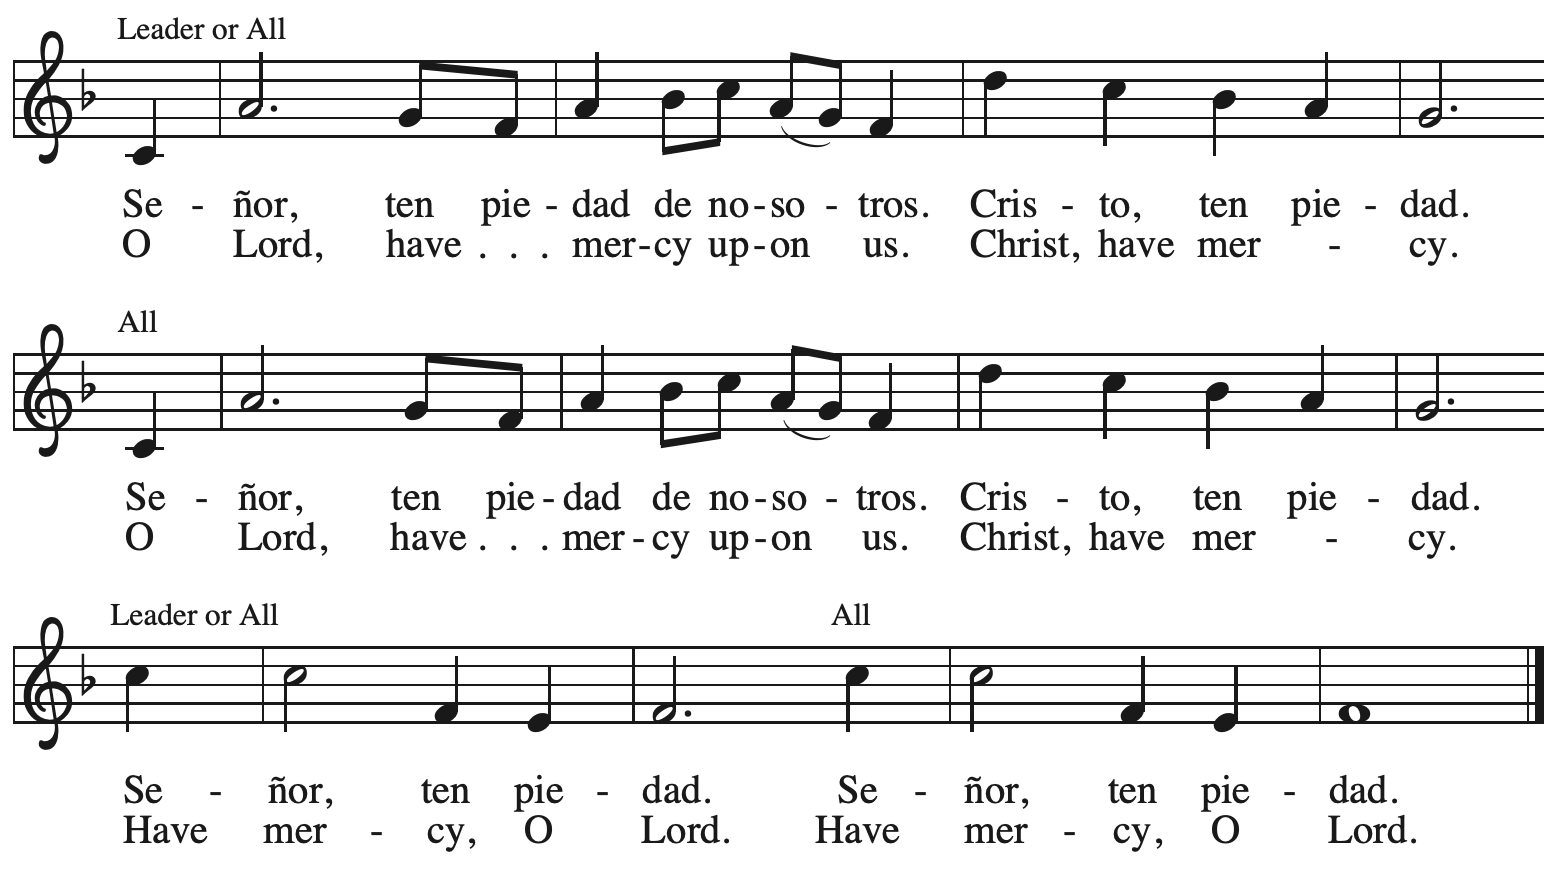 Leader or All
Se - ñor, ten pie - dad de no - so - tros. Cris - to, ten pie - dad.
O Lord, have . . . mer - cy up - on us. Christ, have mer - cy.
All
Se - ñor, ten pie - dad de no - so - tros. Cris - to, ten pie - dad.
O Lord, have . . . mer - cy up - on us. Christ, have mer - cy.
Leader or All All
Se - ñor, ten pie - dad. Se - ñor, ten pie - dad.
Have mer - cy, O Lord. Have mer - cy, O Lord.